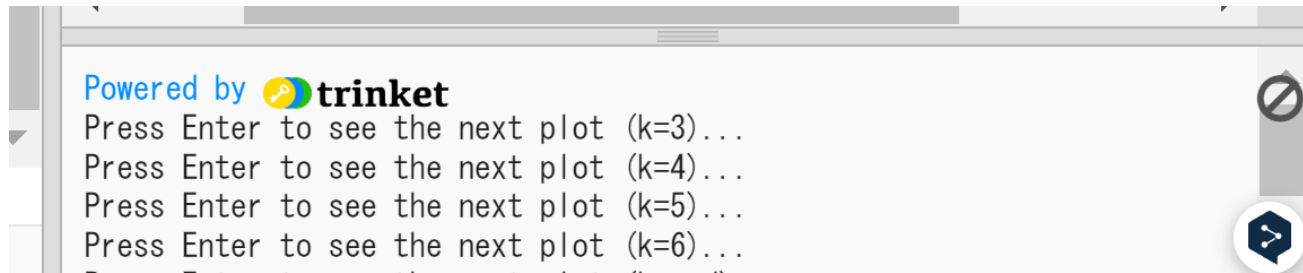 Powered by trinket
Press Enter to see the next plot (k=3)...
Press Enter to see the next plot (k=4)...
Press Enter to see the next plot (k=5)...
Press Enter to see the next plot (k=6)...